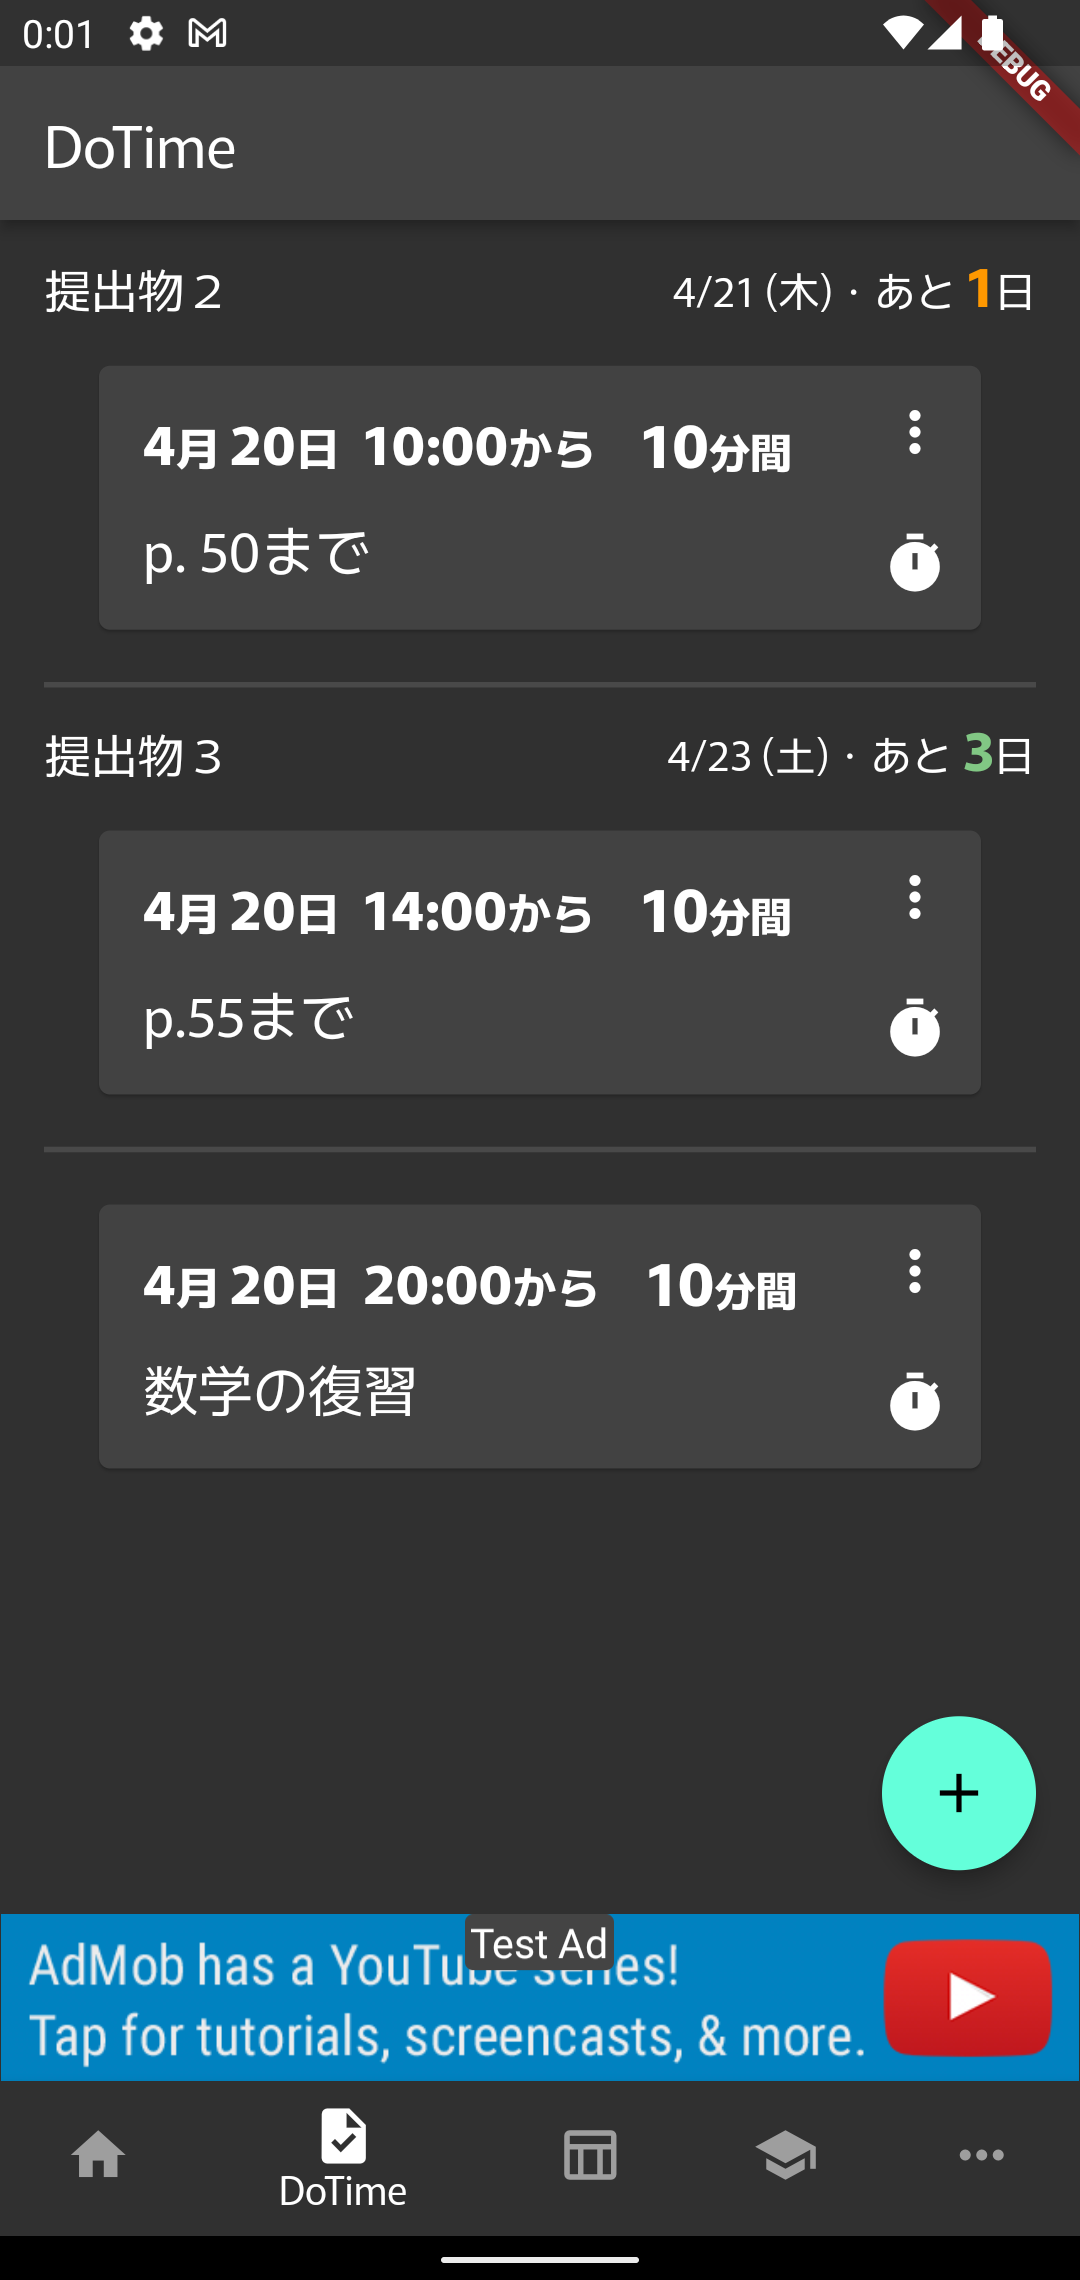 0:01
DEBUG
DoTime
提出物 2
4/21 (木)・あと 1日
4月 20日 10:00から 10分間
p. 50まで
提出物 3
4/23 (土)・あと 3日
4月 20日 14:00から 10分間
p.55まで
4月 20日 20:00から 10分間
数学の復習
Test Ad
AdMob has a YouTube series!
Tap for tutorials, screencasts, & more.
DoTime